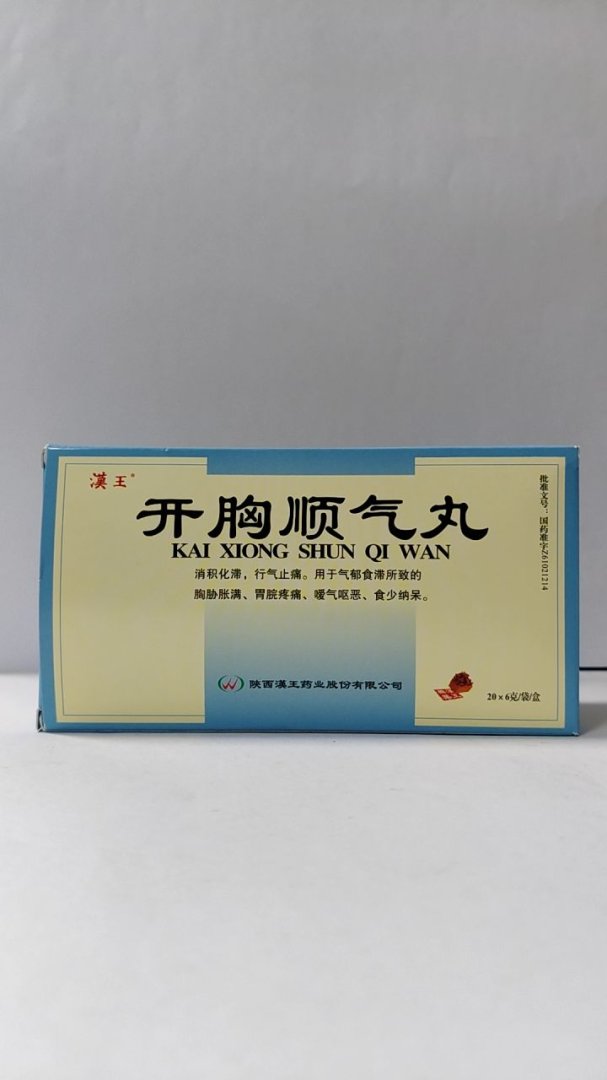 漢王®
开胸顺气丸
KAI XIONG SHUN QI WAN
消积化滞，行气止痛。用于气郁食滞所致的
胸胁胀满、胃脘疼痛、嗳气呕恶、食少纳呆。
批准文号：国药准字Z61021214
陕西漢王药业股份有限公司
20×6克/袋/盒